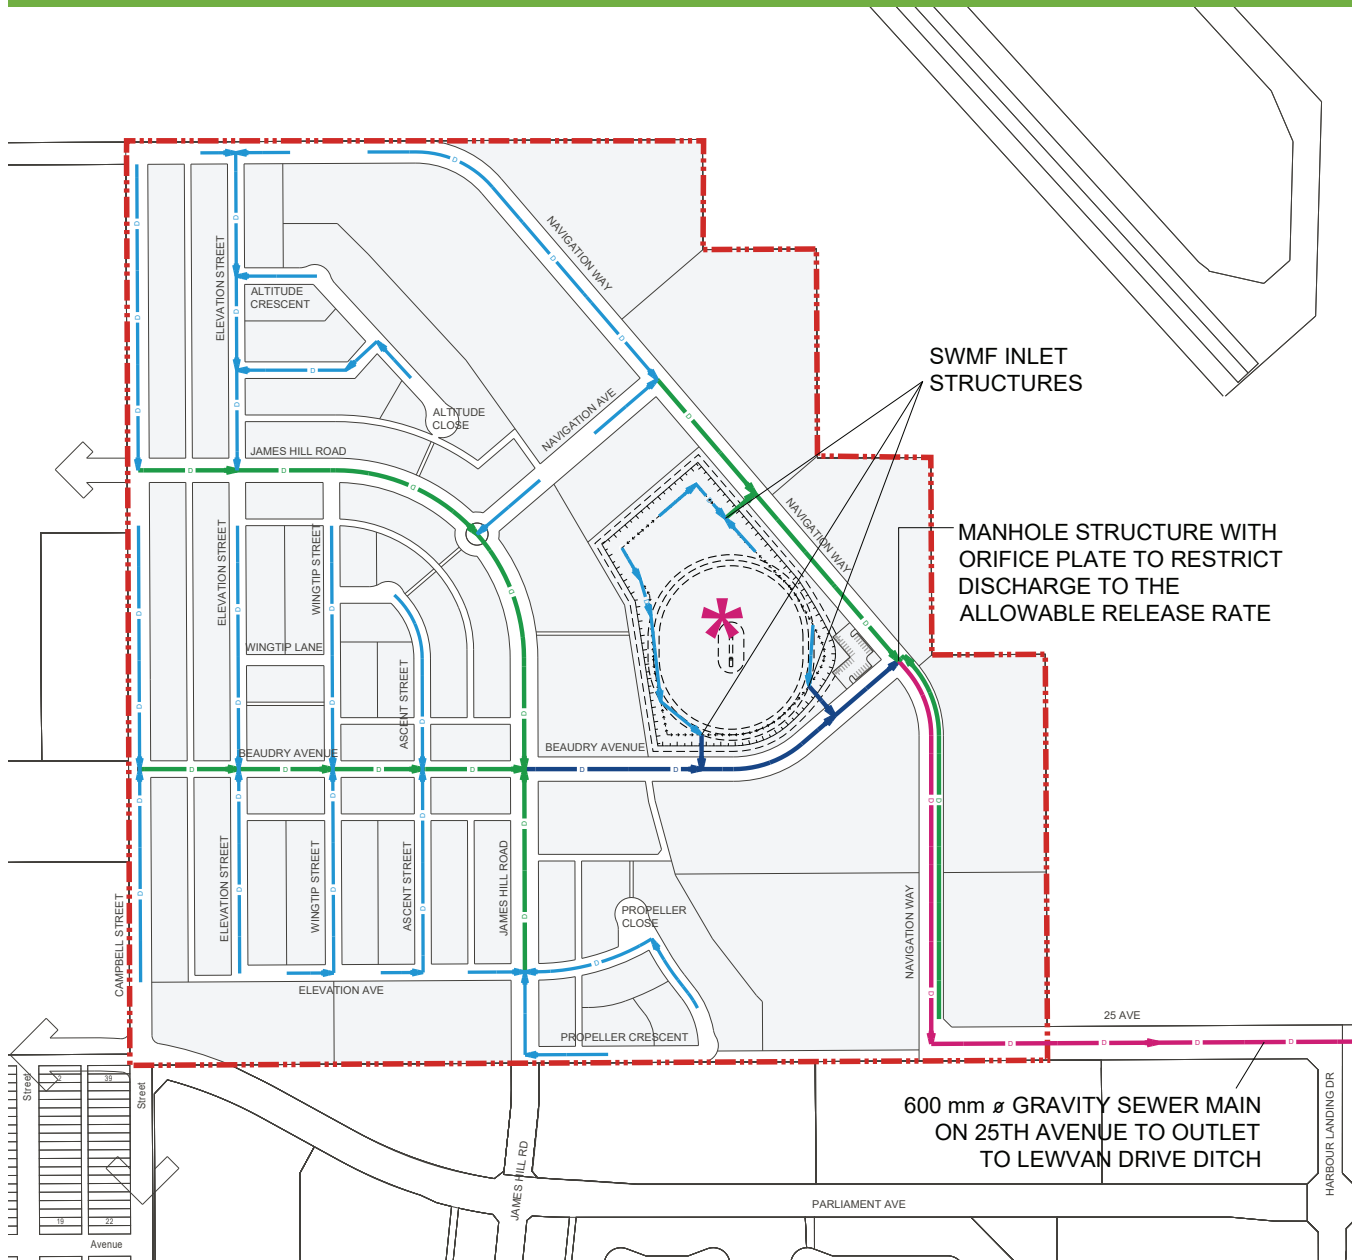 NAVIGATION WAY
ELEVATION STREET
ALTITUDE
CRESCENT
SWMF INLET
STRUCTURES
NAVIGATION AVE
ALTITUDE
CLOSE
JAMES HILL ROAD
NAVIGATION WAY
MANHOLE STRUCTURE WITH
ORIFICE PLATE TO RESTRICT
DISCHARGE TO THE
ALLOWABLE RELEASE RATE
ELEVATION STREET
WINGTIP STREET
WINGTIP LANE
ASCENT STREET
BEAUDRY AVENUE
BEAUDRY AVENUE
ELEVATION STREET
WINGTIP STREET
ASCENT STREET
JAMES HILL ROAD
CAMPBELL STREET
PROPELLER
CLOSE
NAVIGATION WAY
ELEVATION AVE
PROPELLER CRESCENT
25 AVE
Street
2
39
Street
600 mm ø GRAVITY SEWER MAIN
ON 25TH AVENUE TO OUTLET
TO LEWVAN DRIVE DITCH
HARBOUR LANDING DR
JAMES HILL RD
PARLIAMENT AVE
19
22
Avenue